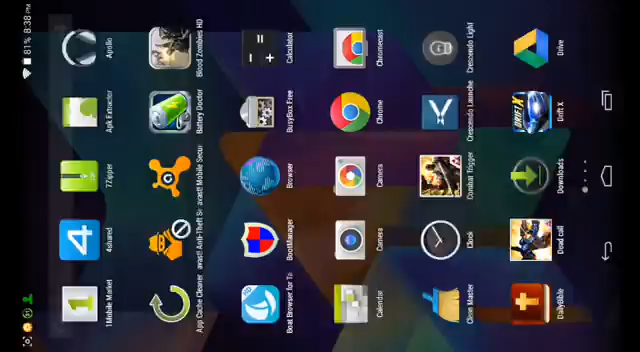 81% 8:38 PM
1Mobile Market
4shared
7Zipper
Apk Extractor
Apollo
App Cache Cleaner
avast! Anti-Theft
avast! Mobile Secu
Battery Doctor
Blood Zombies HD
HD
Boat Browser for Ta
BootManager
Browser
BusyBox Free
Calculator
Calendar
Camera
Camera
Chrome
Chromecast
Clean Master
Clock
Combat Trigger
Crescendo Launche
Crescendo Light
DailyBible
Dead call
Downloads
DRIFT X
Drift X
Drive